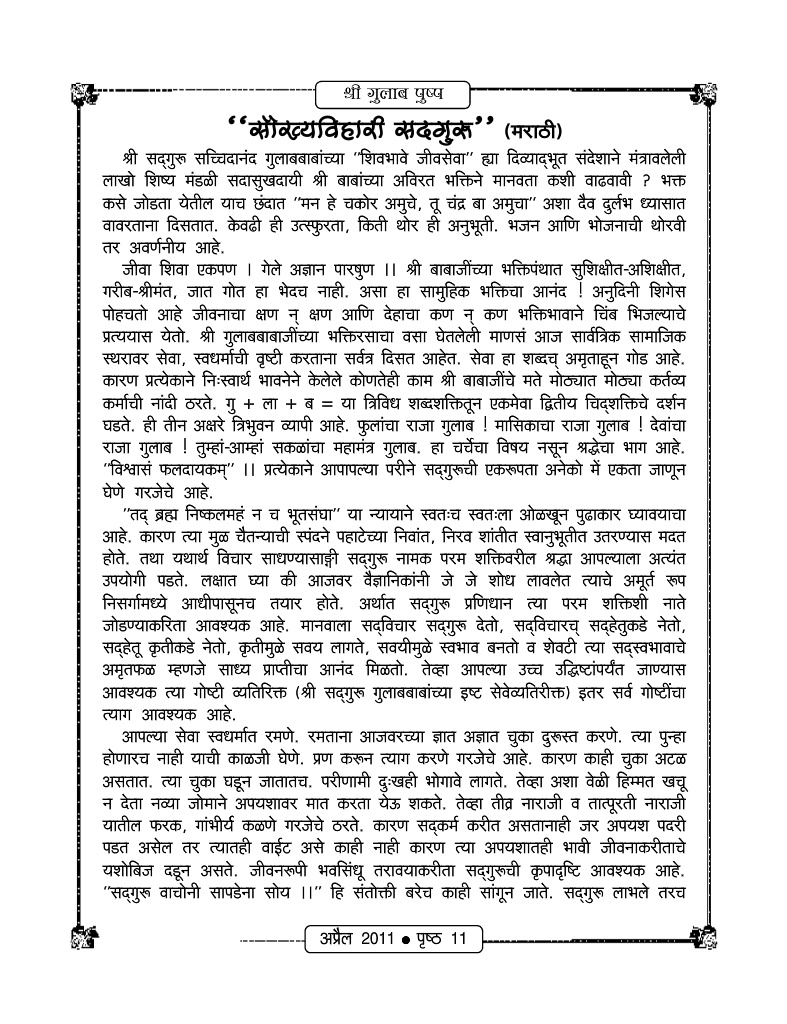 श्री गुलाब पुष्प
“सौख्यविहारी सदगुरू” (मराठी)
श्री सद्‌गुरू सच्चिदानंद गुलाबबाबांच्या “शिवभावे जीवसेवा” ह्या दिव्याद्‌भूत संदेशाने मंत्रावलेली
लाखो शिष्य मंडळी सदासुखदायी श्री बाबांच्या अविरत भक्तिने मानवता कशी वाढवावी ? भक्त
कसे जोडता येतील याच छंदात “मन हे चकोर अमुचे, तू चंद्र बा अमुचा” अशा दैव दुर्लभ ध्यासात
वावरताना दिसतात. केवढी ही उत्स्फुरता, किती थोर ही अनुभूती. भजन आणि भोजनाची थोरवी
तर अवर्णनीय आहे.
जीवा शिवा एकपण । गेले अज्ञान पारषुण ।। श्री बाबाजींच्या भक्तिपंथात सुशिक्षीत-अशिक्षीत,
गरीब-श्रीमंत, जात गोत हा भेदच नाही. असा हा सामुहिक भक्तिचा आनंद ! अनुदिनी शिगेस
पोहचतो आहे जीवनाचा क्षण न् क्षण आणि देहाचा कण न् कण भक्तिभावाने चिंब भिजल्याचे
प्रत्ययास येतो. श्री गुलाबबाबाजींच्या भक्तिरसाचा वसा घेतलेली माणसं आज सार्वत्रिक सामाजिक
स्थरावर सेवा, स्वधर्माची वृष्टी करताना सर्वत्र दिसत आहेत. सेवा हा शब्दच् अमृताहून गोड आहे.
कारण प्रत्येकाने निःस्वार्थ भावनेने केलेले कोणतेही काम श्री बाबाजींचे मते मोठ्यात मोठ्या कर्तव्य
कर्माची नांदी ठरते. गु + ला + ब = या त्रिविध शब्दशक्तितून एकमेवा द्वितीय चिद्‌शक्तिचे दर्शन
घडते. ही तीन अक्षरे त्रिभुवन व्यापी आहे. फुलांचा राजा गुलाब ! मासिकाचा राजा गुलाब ! देवांचा
राजा गुलाब ! तुम्हां-आम्हां सकळांचा महामंत्र गुलाब. हा चर्चेचा विषय नसून श्रद्धेचा भाग आहे.
“विश्वासं फलदायकम्” ।। प्रत्येकाने आपापल्या परीने सद्‌गुरूची एकरूपता अनेको में एकता जाणून
घेणे गरजेचे आहे.
“तद् ब्रह्म निष्कलमहं न च भूतसंघा” या न्यायाने स्वतःच स्वतःला ओळखून पुढाकार घ्यावयाचा
आहे. कारण त्या मुळ चैतन्याची स्पंदने पहाटेच्या निवांत, निरव शांतीत स्वानुभूतीत उतरण्यास मदत
होते. तथा यथार्थ विचार साधण्यासाङ्गी सद्‌गुरू नामक परम शक्तिवरील श्रद्धा आपल्याला अत्यंत
उपयोगी पडते. लक्षात घ्या की आजवर वैज्ञानिकांनी जे जे शोध लावलेत त्याचे अमूर्त रूप
निसर्गामध्ये आधीपासूनच तयार होते. अर्थात सद्‌गुरू प्रणिधान त्या परम शक्तिशी नाते
जोडण्याकरिता आवश्यक आहे. मानवाला सद्‌विचार सद्‌गुरू देतो, सद्‌विचारच् सद्‌हेतुकडे नेतो,
सद्‌हेतू कृतीकडे नेतो, कृतीमुळे सवय लागते, सवयीमुळे स्वभाव बनतो व शेवटी त्या सद्‌स्वभावाचे
अमृतफळ म्हणजे साध्य प्राप्तीचा आनंद मिळतो. तेव्हा आपल्या उच्च उद्धिष्टांपर्यंत जाण्यास
आवश्यक त्या गोष्टी व्यतिरिक्त (श्री सद्‌गुरू गुलाबबाबांच्या इष्ट सेवेव्यतिरीक्त) इतर सर्व गोष्टींचा
त्याग आवश्यक आहे.
आपल्या सेवा स्वधर्मात रमणे. रमताना आजवरच्या ज्ञात अज्ञात चुका दुरूस्त करणे. त्या पुन्हा
होणारच नाही याची काळजी घेणे. प्रण करून त्याग करणे गरजेचे आहे. कारण काही चुका अटळ
असतात. त्या चुका घडून जातातच. परीणामी दुःखही भोगावे लागते. तेव्हा अशा वेळी हिम्मत खचू
न देता नव्या जोमाने अपयशावर मात करता येऊ शकते. तेव्हा तीव्र नाराजी व तात्पूरती नाराजी
यातील फरक, गांभीर्य कळणे गरजेचे ठरते. कारण सद्‌कर्म करीत असतानाही जर अपयश पदरी
पडत असेल तर त्यातही वाईट असे काही नाही कारण त्या अपयशातही भावी जीवनाकरीताचे
यशोबिज दडून असते. जीवनरूपी भवसिंधू तरावयाकरीता सद्‌गुरूची कृपादृष्टि आवश्यक आहे.
“सद्‌गुरू वाचोनी सापडेना सोय ।।” हि संतोक्ती बरेच काही सांगून जाते. सद्‌गुरू लाभले तरच
अप्रैल 2011 ● पृष्ठ 11